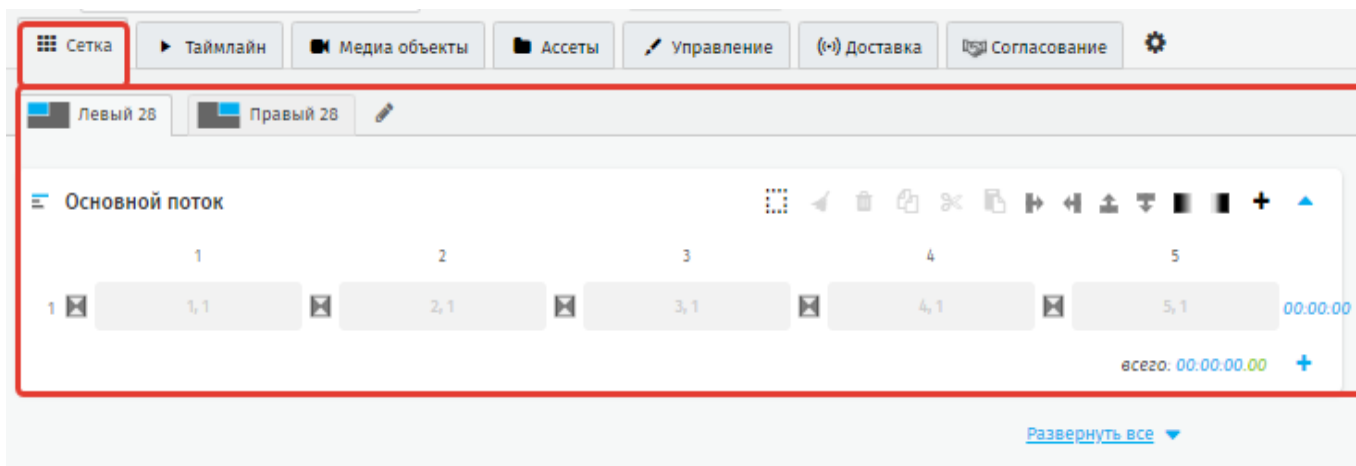 Сетка Таймлайн Медиа объекты Ассеты Управление Доставка Согласование
Левый 28 Правый 28
Основной поток
1 2 3 4 5
1 1, 1 2, 1 3, 1 4, 1 5, 1 00:00:00
всего: 00:00:00.00
Развернуть все